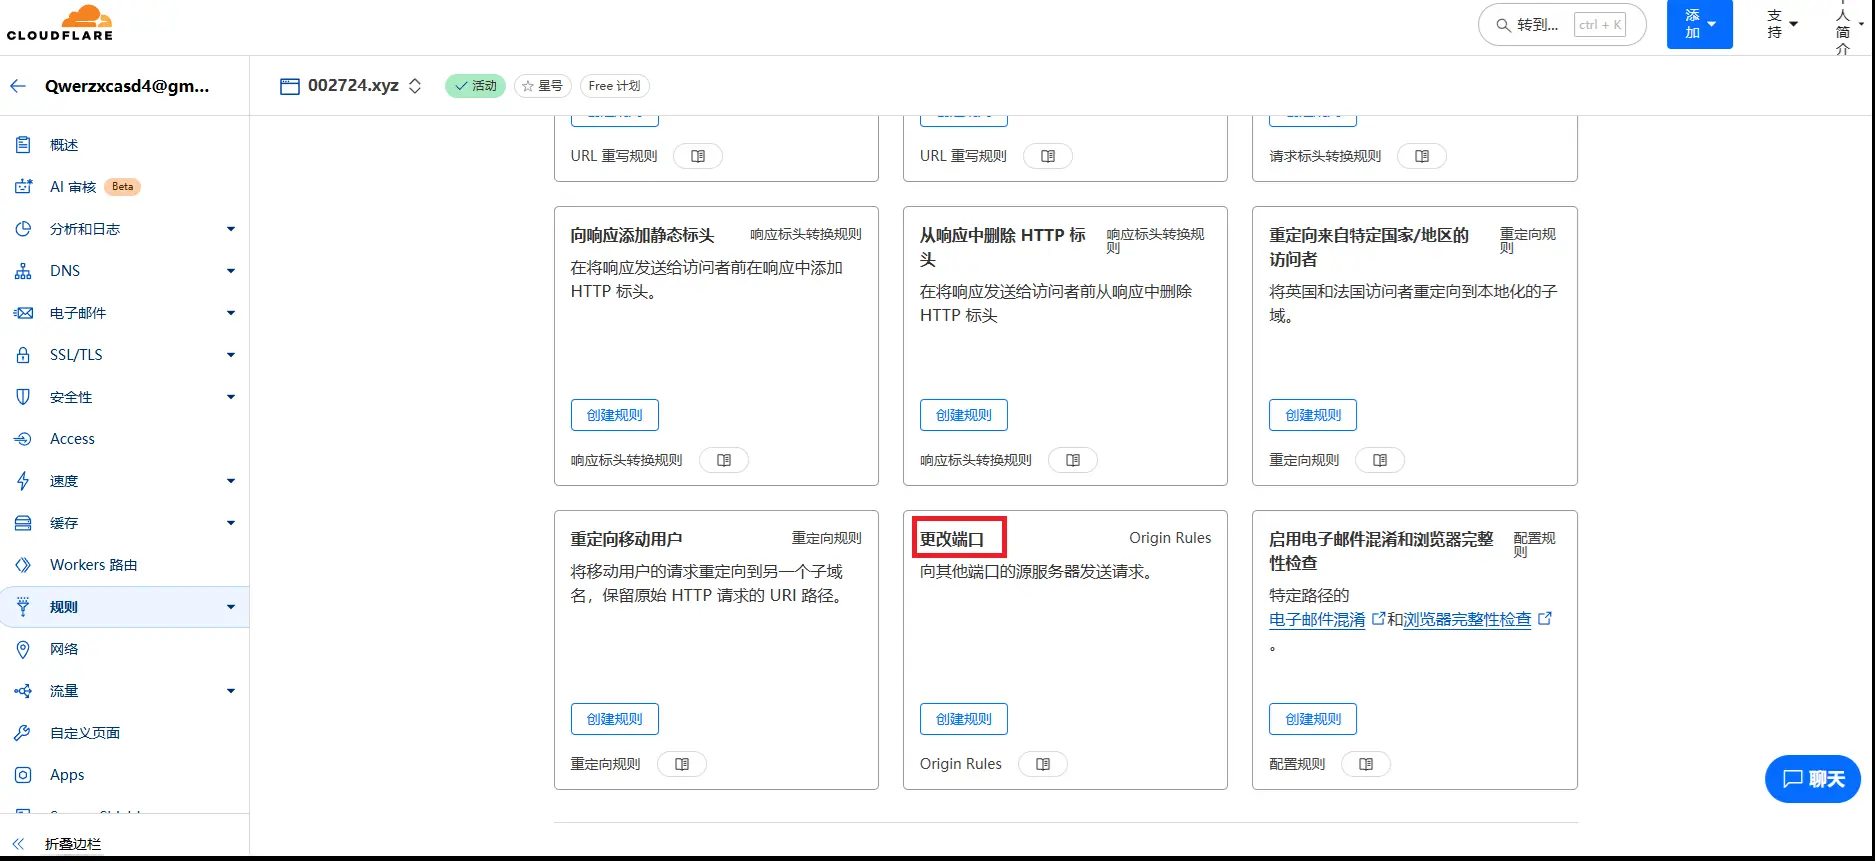 CLOUDFLARE
转到...
ctrl + K
添加
支持
个人简介
Qwerzxcasd4@gm...
002724.xyz
活动
星号
Free 计划
概述
AI 审核 Beta
分析和日志
DNS
电子邮件
SSL/TLS
安全性
Access
速度
缓存
Workers 路由
规则
网络
流量
自定义页面
Apps
折叠边栏
URL 重写规则
URL 重写规则
请求标头转换规则
向响应添加静态标头
响应标头转换规则
在将响应发送给访问者前在响应中添加
HTTP 标头。
创建规则
响应标头转换规则
从响应中删除 HTTP 标
头
响应标头转换规
则
在将响应发送给访问者前从响应中删除
HTTP 标头
创建规则
响应标头转换规则
重定向来自特定国家/地区的
访问者
重定向规
则
将英国和法国访问者重定向到本地化的子
域。
创建规则
重定向规则
重定向移动用户
重定向规则
将移动用户的请求重定向到另一个子域
名，保留原始 HTTP 请求的 URI 路径。
创建规则
重定向规则
更改端口
Origin Rules
向其他端口的源服务器发送请求。
创建规则
Origin Rules
启用电子邮件混淆和浏览器完整
性检查
配置规
则
特定路径的
电子邮件混淆和浏览器完整性检查
。
创建规则
配置规则
聊天